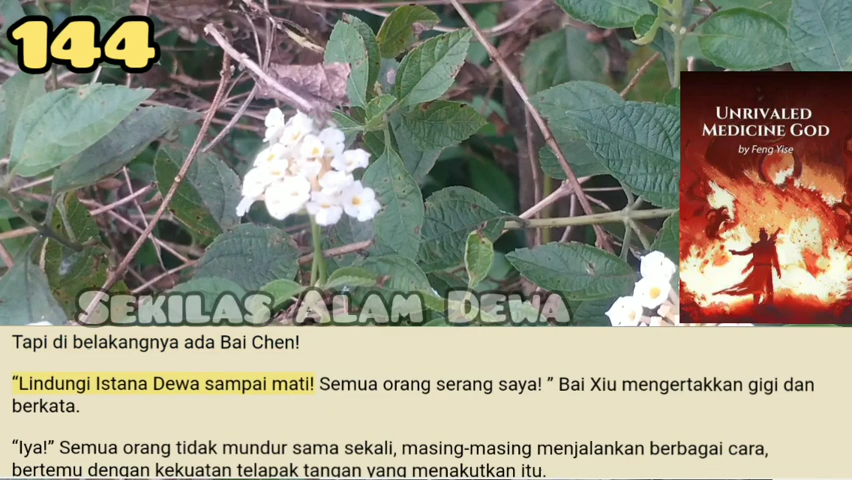 144
UNRIVALED
MEDICINE GOD
by Feng Yise
SEKILAS ALAM DEWA
Tapi di belakangnya ada Bai Chen!
“Lindungi Istana Dewa sampai mati! Semua orang serang saya! ” Bai Xiu mengertakkan gigi dan
berkata.
“Iya!” Semua orang tidak mundur sama sekali, masing-masing menjalankan berbagai cara,
bertemu dengan kekuatan telapak tangan yang menakutkan itu.